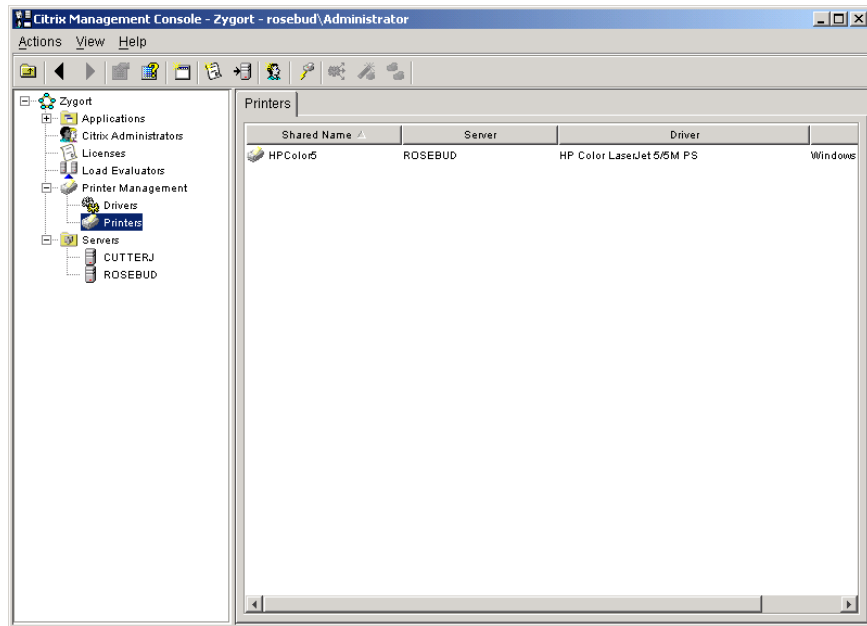 Citrix Management Console - Zygort - rosebud\Administrator
Actions View Help
Zygort
Applications
Citrix Administrators
Licenses
Load Evaluators
Printer Management
Drivers
Printers
Servers
CUTTERJ
ROSEBUD
Printers
Shared Name Server Driver
HPColor5 ROSEBUD HP Color LaserJet 5/5M PS Windows